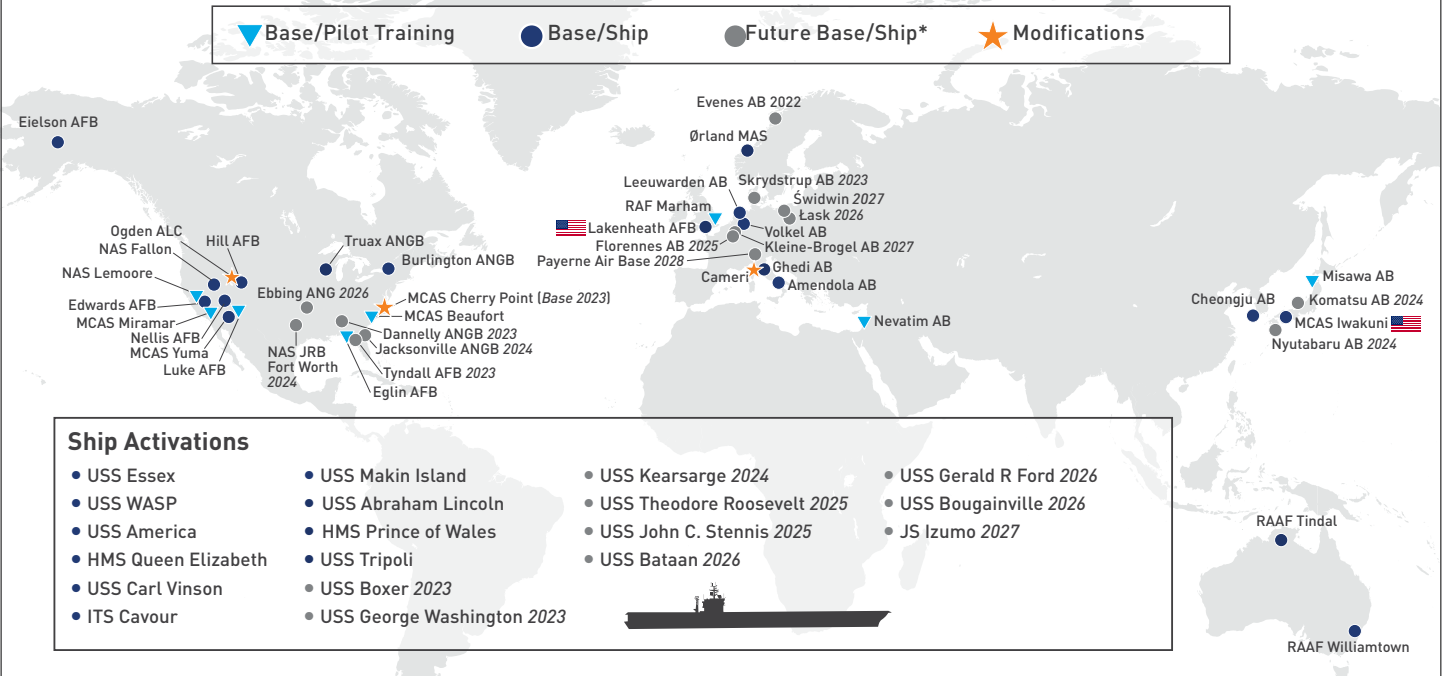 Base/Pilot Training
Base/Ship
Future Base/Ship*
Modifications
Eielson AFB
Evenes AB 2022
Ørland MAS
Leeuwarden AB
Skrydstrup AB 2023
RAF Marham
Świdwin 2027
Łask 2026
Lakenheath AFB
Volkel AB
Florennes AB 2025
Kleine-Brogel AB 2027
Payerne Air Base 2028
Cameri
Ghedi AB
Amendola AB
Nevatim AB
Ogden ALC
NAS Fallon
Hill AFB
Truax ANGB
Burlington ANGB
NAS Lemoore
Edwards AFB
MCAS Miramar
Nellis AFB
MCAS Yuma
Luke AFB
Ebbing ANG 2026
NAS JRB
Fort Worth
2024
MCAS Cherry Point (Base 2023)
MCAS Beaufort
Dannelly ANGB 2023
Jacksonville ANGB 2024
Tyndall AFB 2023
Eglin AFB
Misawa AB
Cheongju AB
Komatsu AB 2024
MCAS Iwakuni
Nyutabaru AB 2024
RAAF Tindal
RAAF Williamtown
Ship Activations
USS Essex
USS WASP
USS America
HMS Queen Elizabeth
USS Carl Vinson
ITS Cavour
USS Makin Island
USS Abraham Lincoln
HMS Prince of Wales
USS Tripoli
USS Boxer 2023
USS George Washington 2023
USS Kearsarge 2024
USS Theodore Roosevelt 2025
USS John C. Stennis 2025
USS Bataan 2026
USS Gerald R Ford 2026
USS Bougainville 2026
JS Izumo 2027